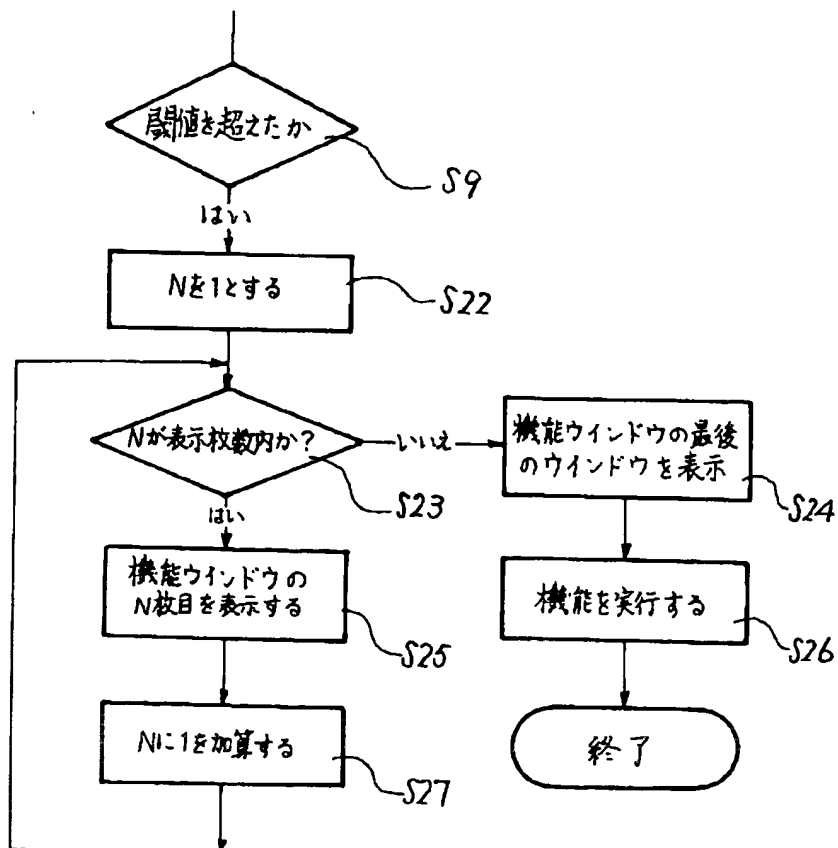 閾値を超えたか
S9
はい
Nを1とする
S22
Nが表示枚数内か?
いいえ
S23
はい
機能ウインドウの最後
のウインドウを表示
S24
機能ウインドウの
N枚目を表示する
S25
機能を実行する
S26
Nに1を加算する
S27
終了